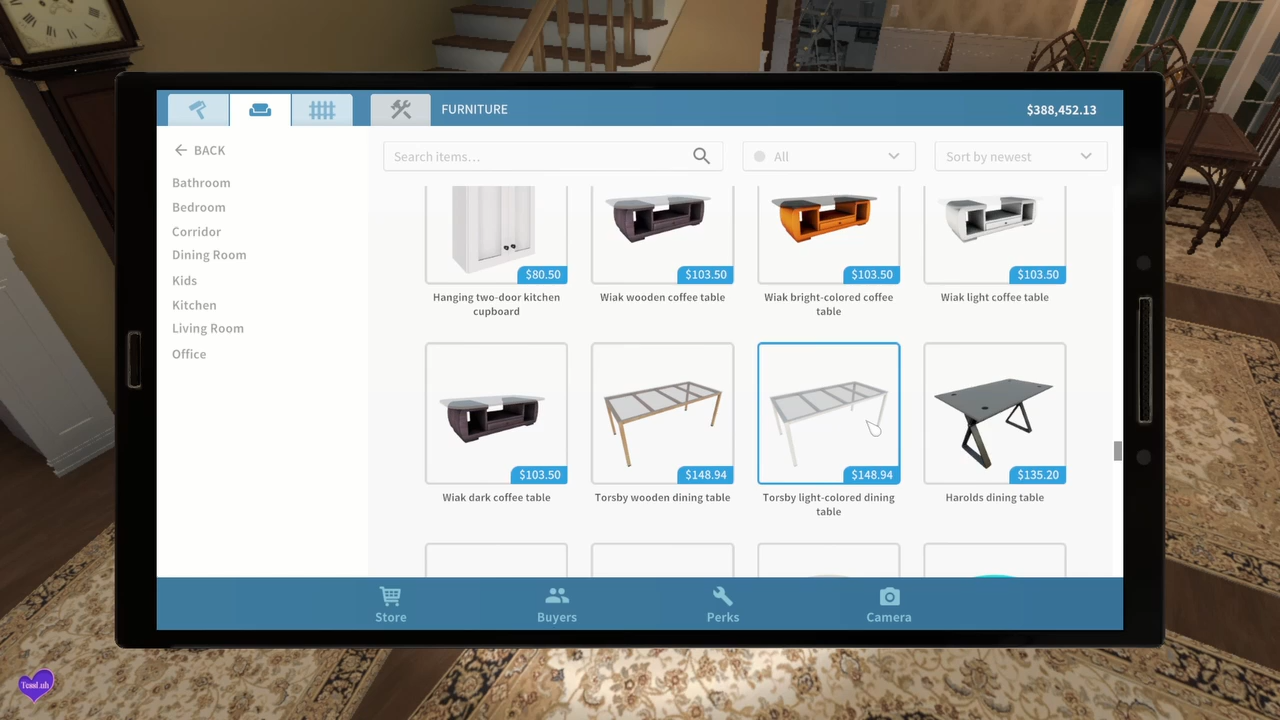 FURNITURE
$388,452.13
BACK
Search items...
All
Sort by newest
Bathroom
Bedroom
Corridor
Dining Room
Kids
Kitchen
Living Room
Office
$80.50
$103.50
$103.50
$103.50
Hanging two-door kitchen
cupboard
Wiak wooden coffee table
Wiak bright-colored coffee
table
Wiak light coffee table
$103.50
$148.94
$148.94
$135.20
Wiak dark coffee table
Torsby wooden dining table
Torsby light-colored dining
table
Harolds dining table
Store
Buyers
Perks
Camera
TessLuh